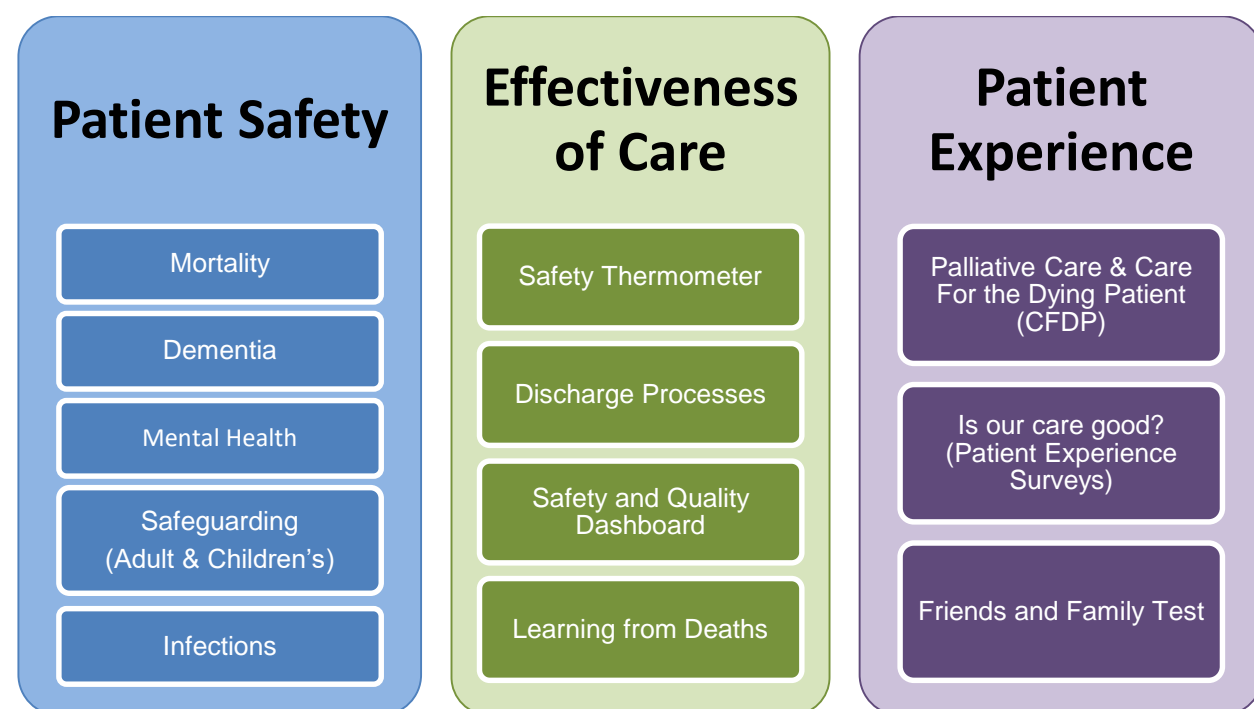 Patient Safety
Mortality
Dementia
Mental Health
Safeguarding
(Adult & Children’s)
Infections
Effectiveness
of Care
Safety Thermometer
Discharge Processes
Safety and Quality
Dashboard
Learning from Deaths
Patient
Experience
Palliative Care & Care
For the Dying Patient
(CFDP)
Is our care good?
(Patient Experience
Surveys)
Friends and Family Test